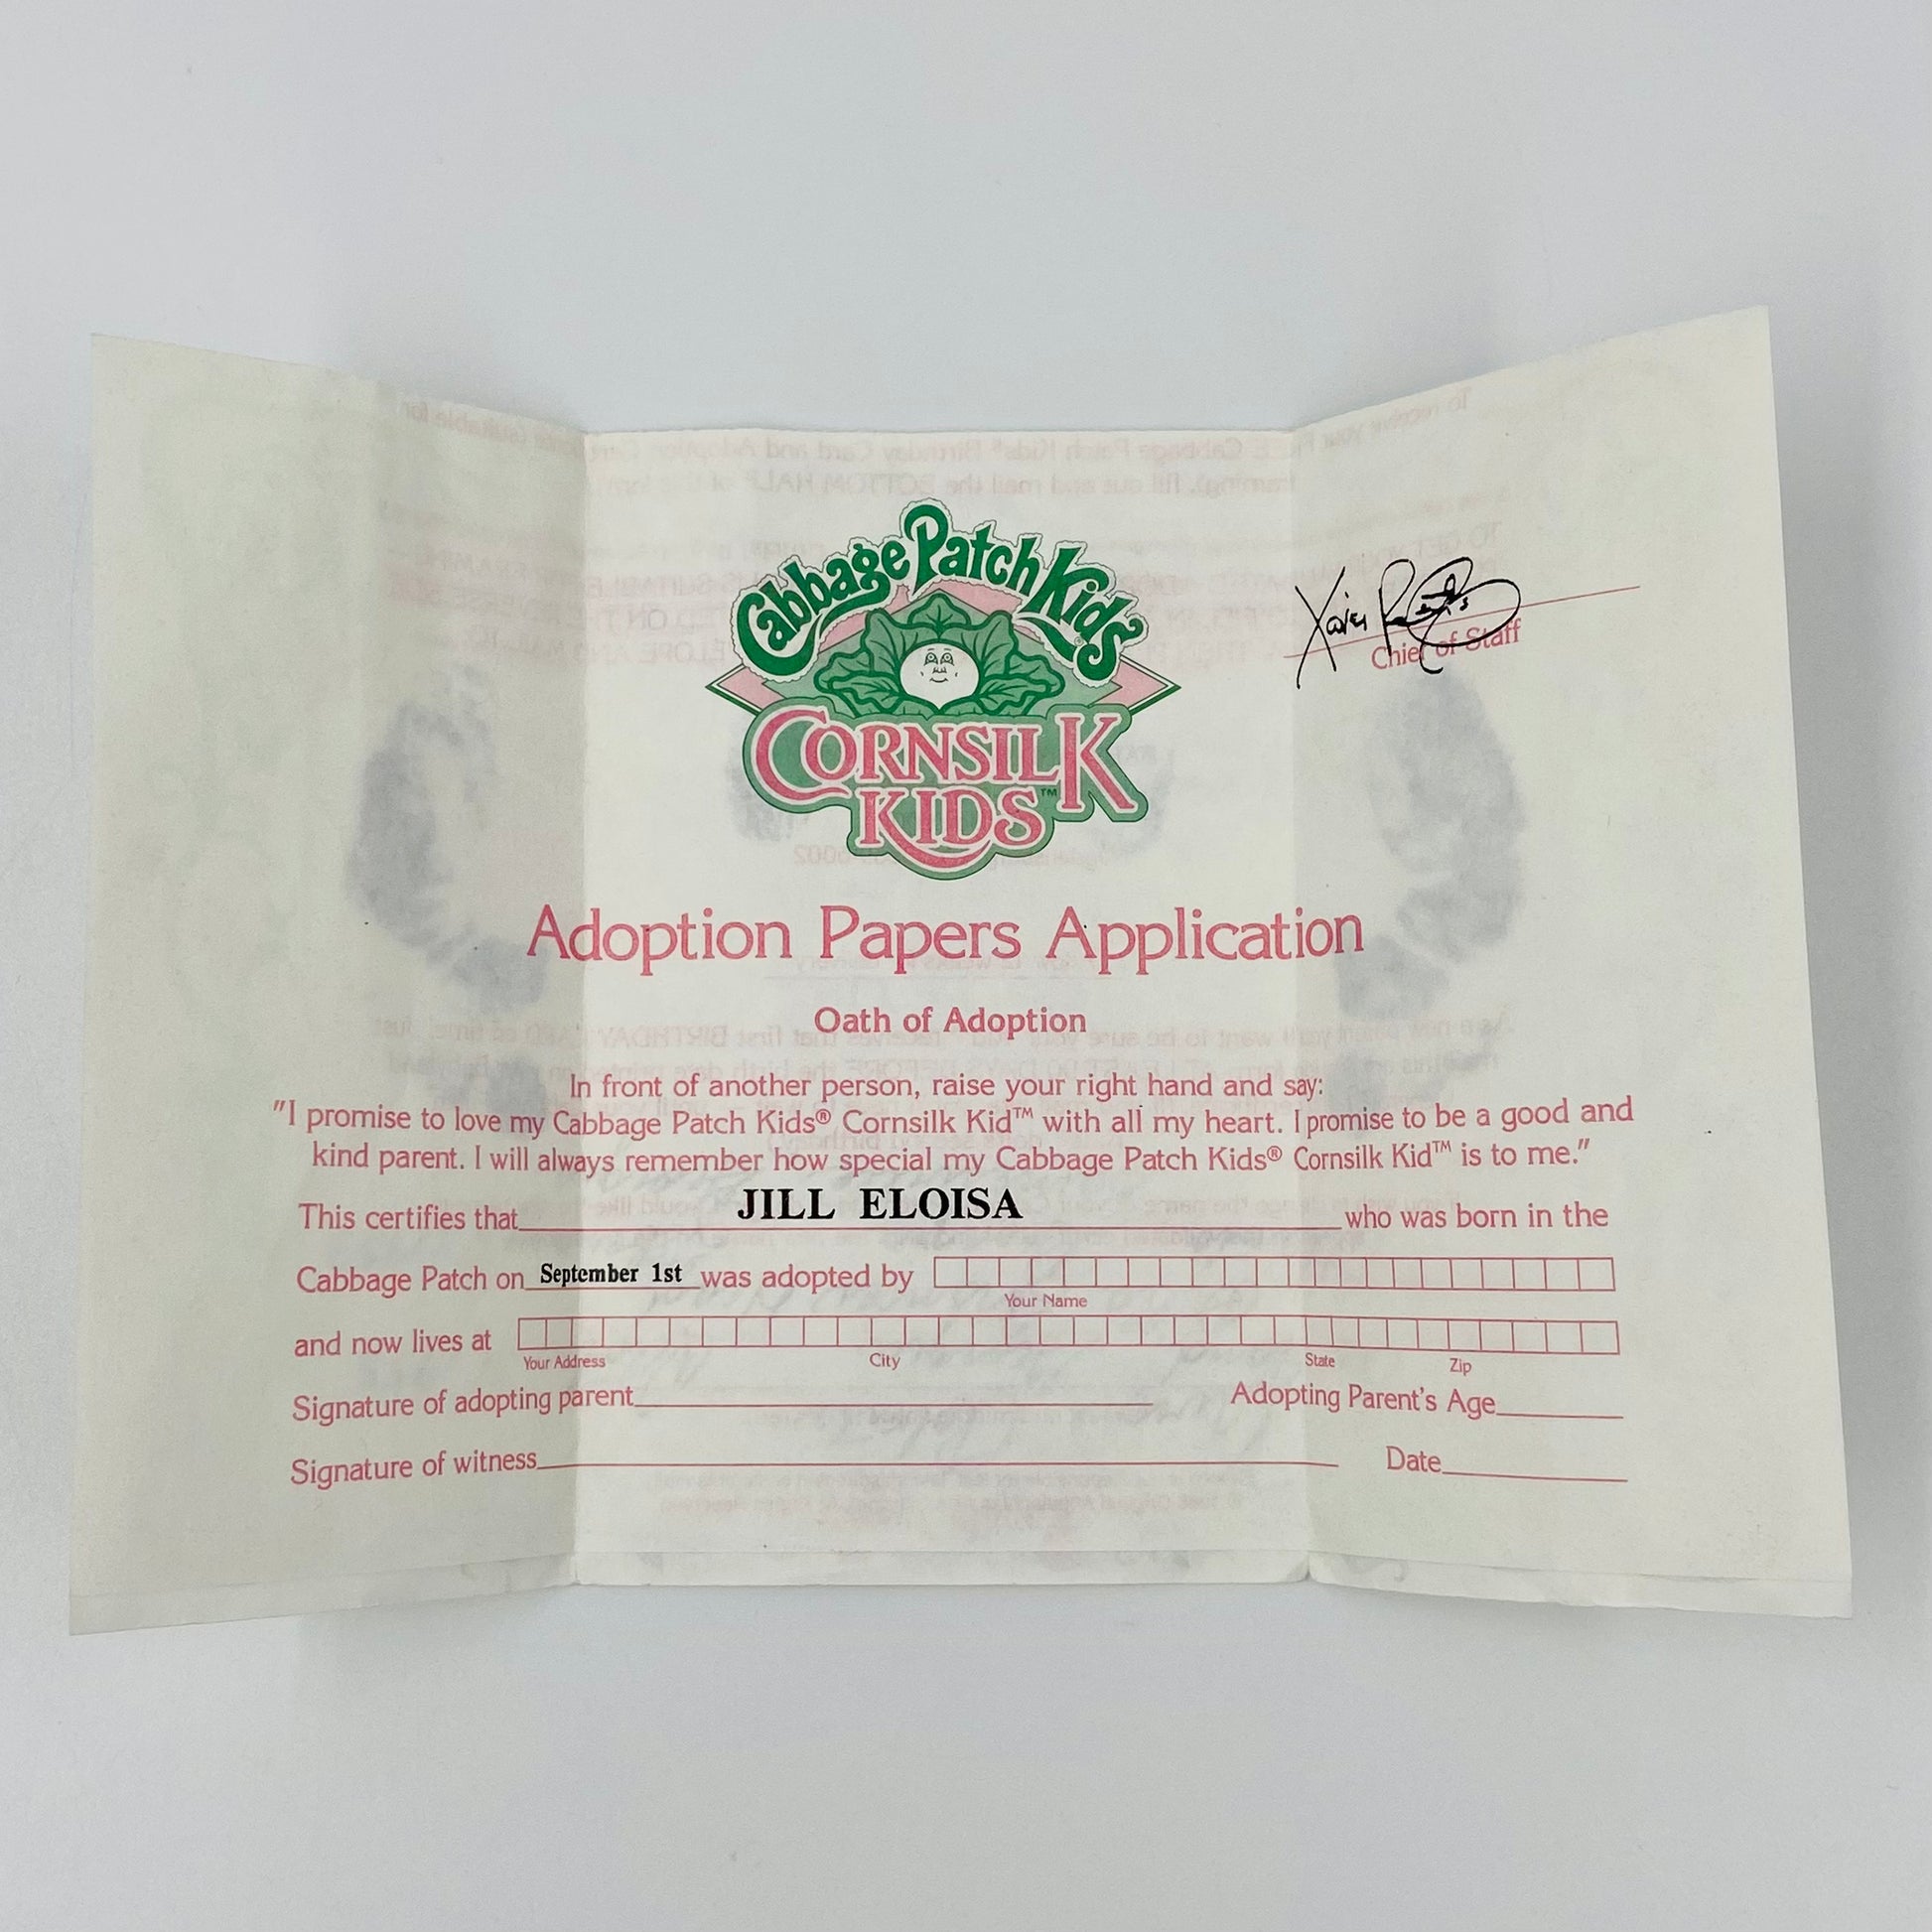 Cabbage Patch Kids®
CORNSILK
KIDS™
Xavier Roberts
Chief of Staff
Adoption Papers Application
Oath of Adoption
In front of another person, raise your right hand and say:
"I promise to love my Cabbage Patch Kids® Cornsilk Kid™ with all my heart. I promise to be a good and
kind parent. I will always remember how special my Cabbage Patch Kids® Cornsilk Kid™ is to me."
This certifies that JILL ELOISA who was born in the
Cabbage Patch on September 1st was adopted by
Your Name
and now lives at
Your Address City State Zip
Signature of adopting parent Adopting Parent's Age
Signature of witness Date